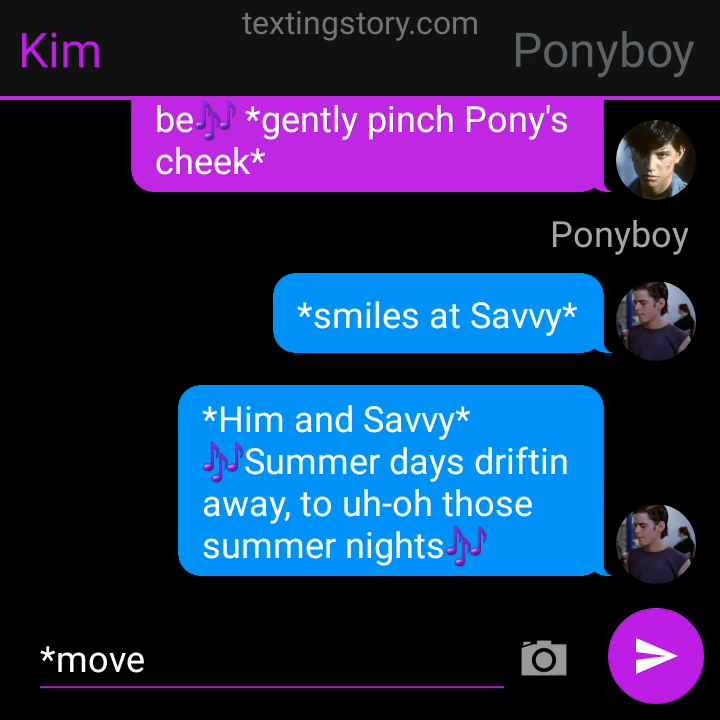 textingstory.com
Kim
Ponyboy
be🎶 *gently pinch Pony's
cheek*
Ponyboy
*smiles at Savvy*
*Him and Savvy*
🎶Summer days driftin
away, to uh-oh those
summer nights🎶
*move